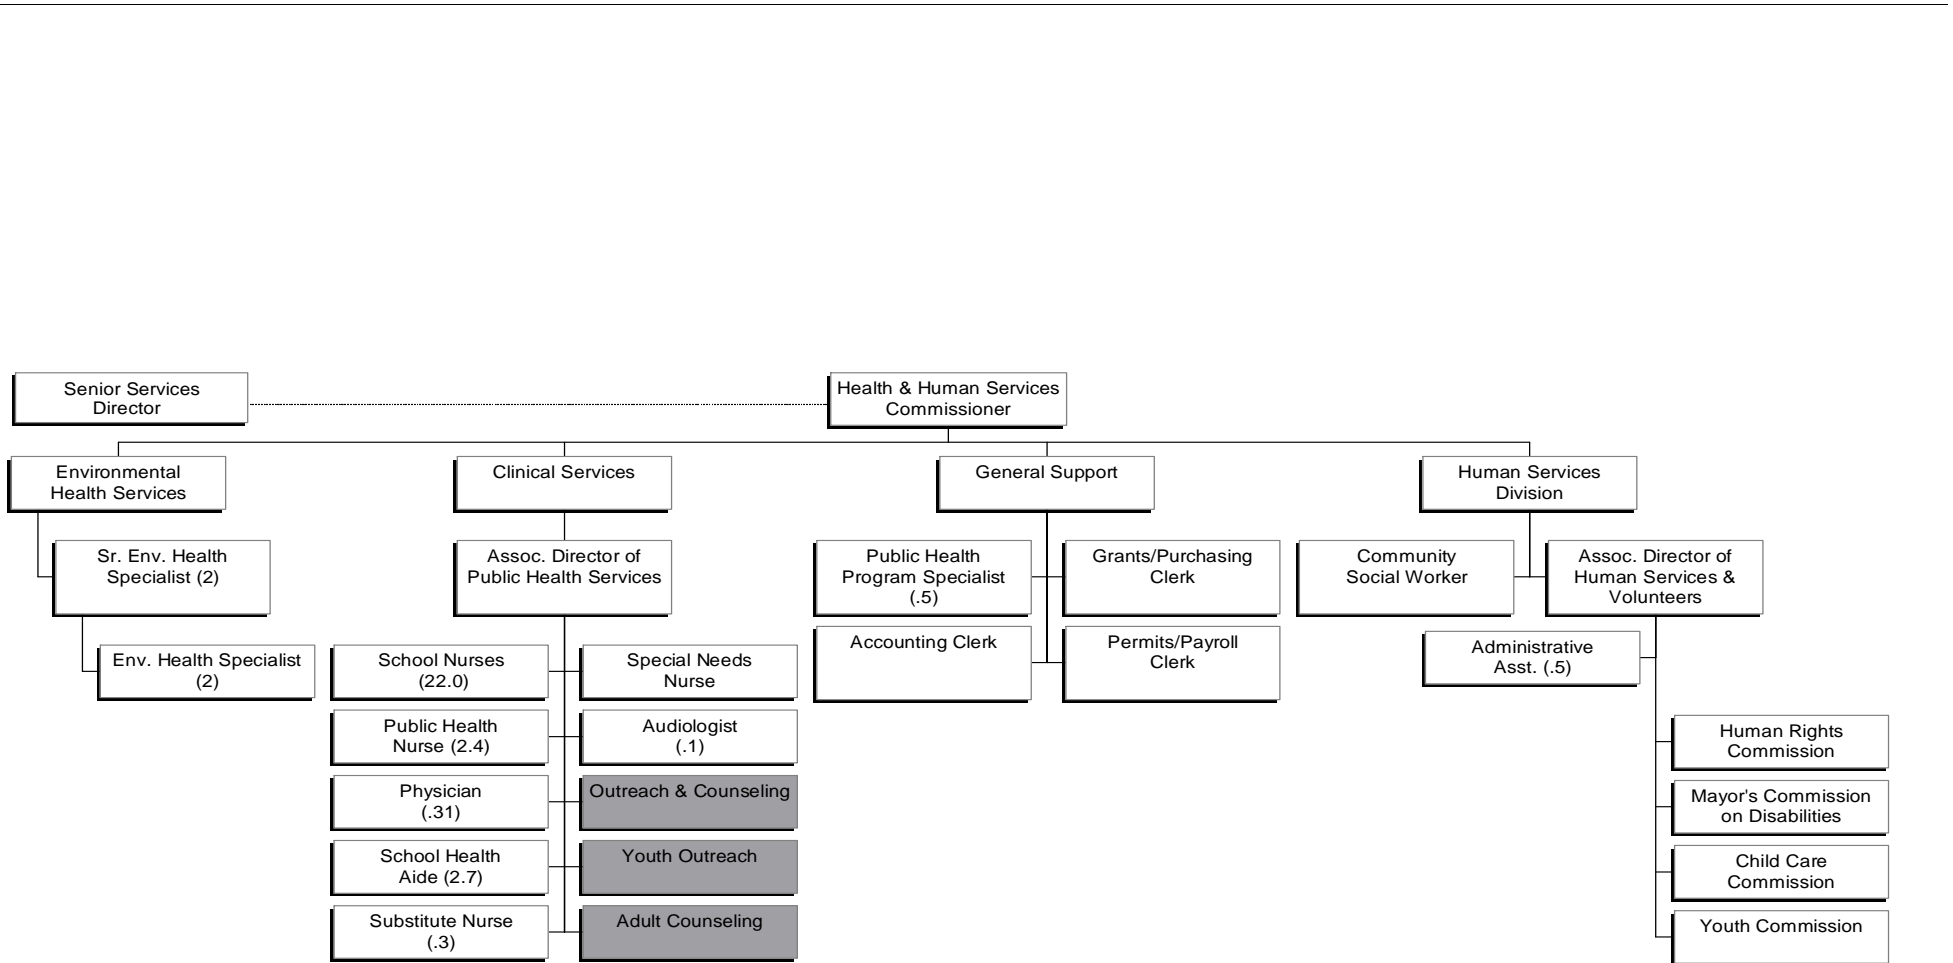 Senior Services
Director
Health & Human Services
Commissioner
Environmental
Health Services
Clinical Services
General Support
Human Services
Division
Sr. Env. Health
Specialist (2)
Assoc. Director of
Public Health Services
Public Health
Program Specialist
(.5)
Grants/Purchasing
Clerk
Community
Social Worker
Assoc. Director of
Human Services &
Volunteers
Accounting Clerk
Permits/Payroll
Clerk
Administrative
Asst. (.5)
Env. Health Specialist
(2)
School Nurses
(22.0)
Special Needs
Nurse
Public Health
Nurse (2.4)
Audiologist
(.1)
Human Rights
Commission
Physician
(.31)
Outreach & Counseling
Mayor's Commission
on Disabilities
School Health
Aide (2.7)
Youth Outreach
Child Care
Commission
Substitute Nurse
(.3)
Adult Counseling
Youth Commission